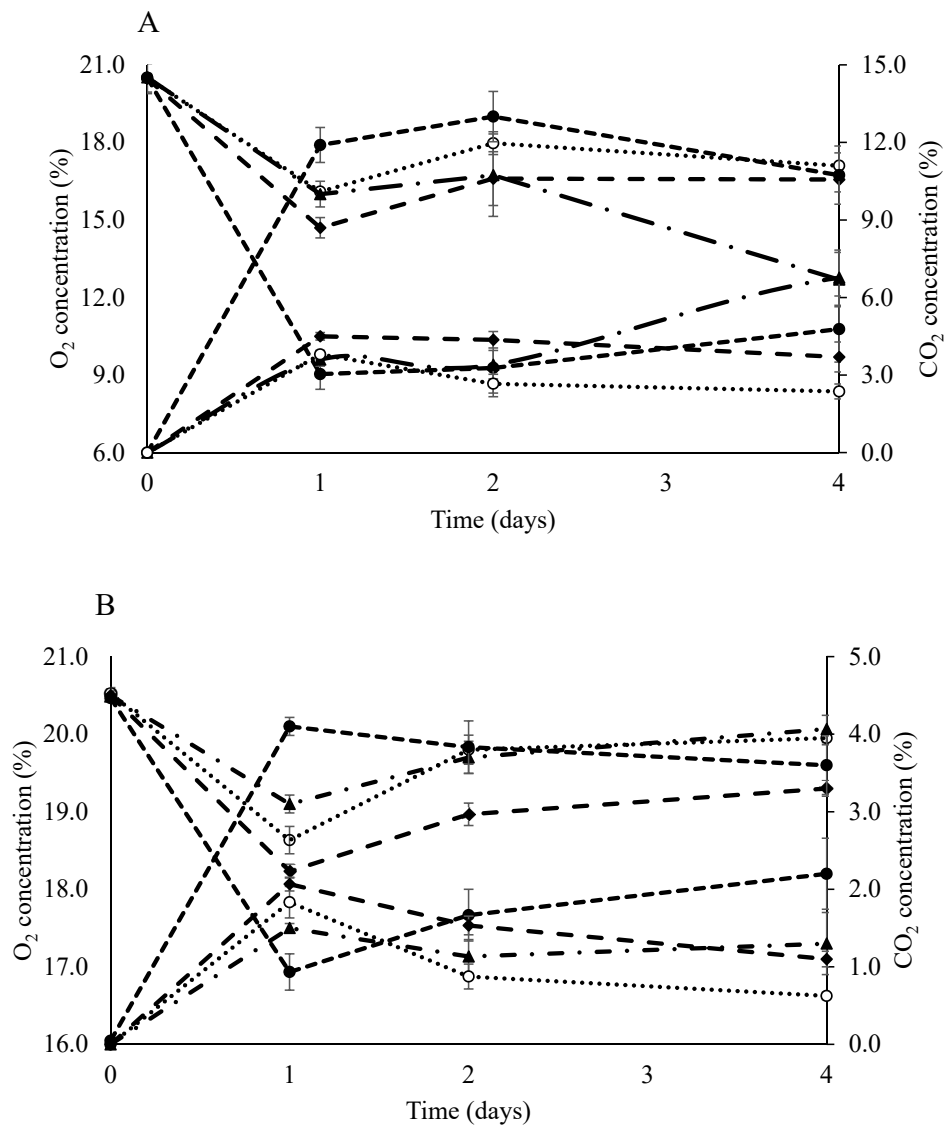 A
21.0
18.0
15.0
12.0
9.0
6.0
O₂ concentration (%)
15.0
12.0
9.0
6.0
3.0
0.0
CO₂ concentration (%)
0 1 2 3 4
Time (days)
B
21.0
20.0
19.0
18.0
17.0
16.0
O₂ concentration (%)
5.0
4.0
3.0
2.0
1.0
0.0
CO₂ concentration (%)
0 1 2 3 4
Time (days)